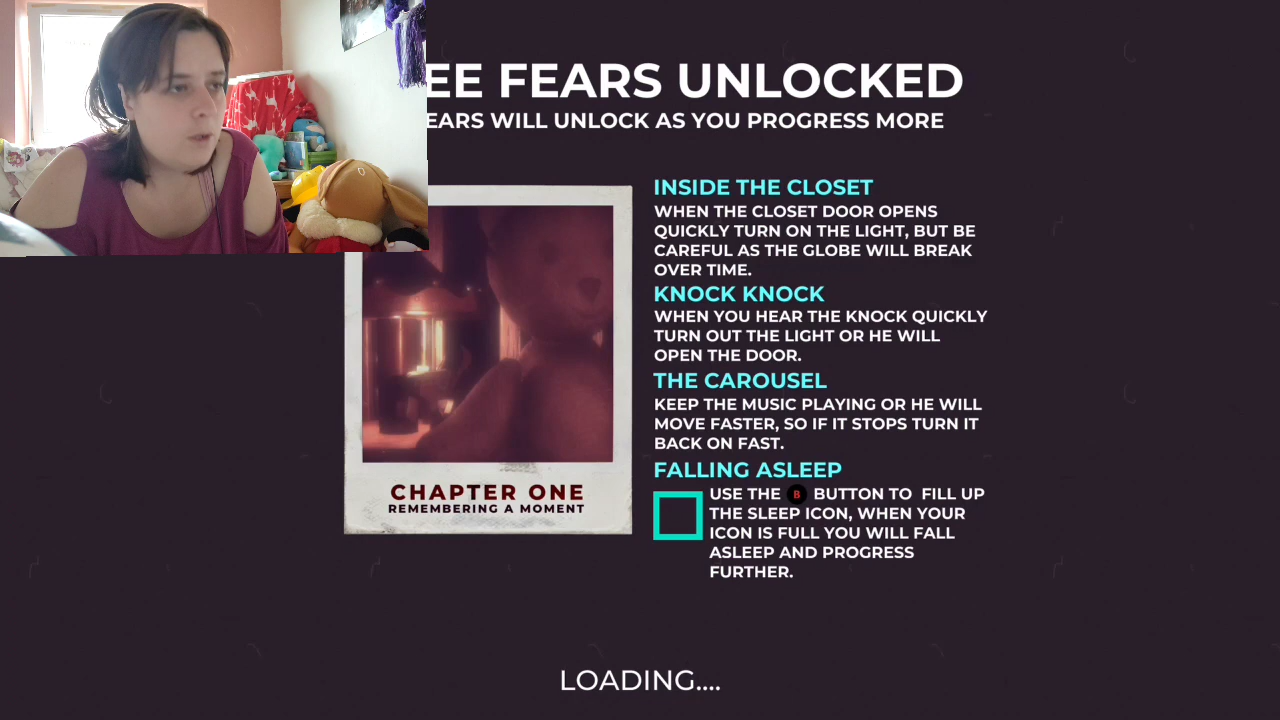 EE FEARS UNLOCKED
EARS WILL UNLOCK AS YOU PROGRESS MORE
INSIDE THE CLOSET
WHEN THE CLOSET DOOR OPENS
QUICKLY TURN ON THE LIGHT, BUT BE
CAREFUL AS THE GLOBE WILL BREAK
OVER TIME.
KNOCK KNOCK
WHEN YOU HEAR THE KNOCK QUICKLY
TURN OUT THE LIGHT OR HE WILL
OPEN THE DOOR.
THE CAROUSEL
KEEP THE MUSIC PLAYING OR HE WILL
MOVE FASTER, SO IF IT STOPS TURN IT
BACK ON FAST.
FALLING ASLEEP
USE THE B BUTTON TO FILL UP
THE SLEEP ICON, WHEN YOUR
ICON IS FULL YOU WILL FALL
ASLEEP AND PROGRESS
FURTHER.
CHAPTER ONE
REMEMBERING A MOMENT
LOADING....